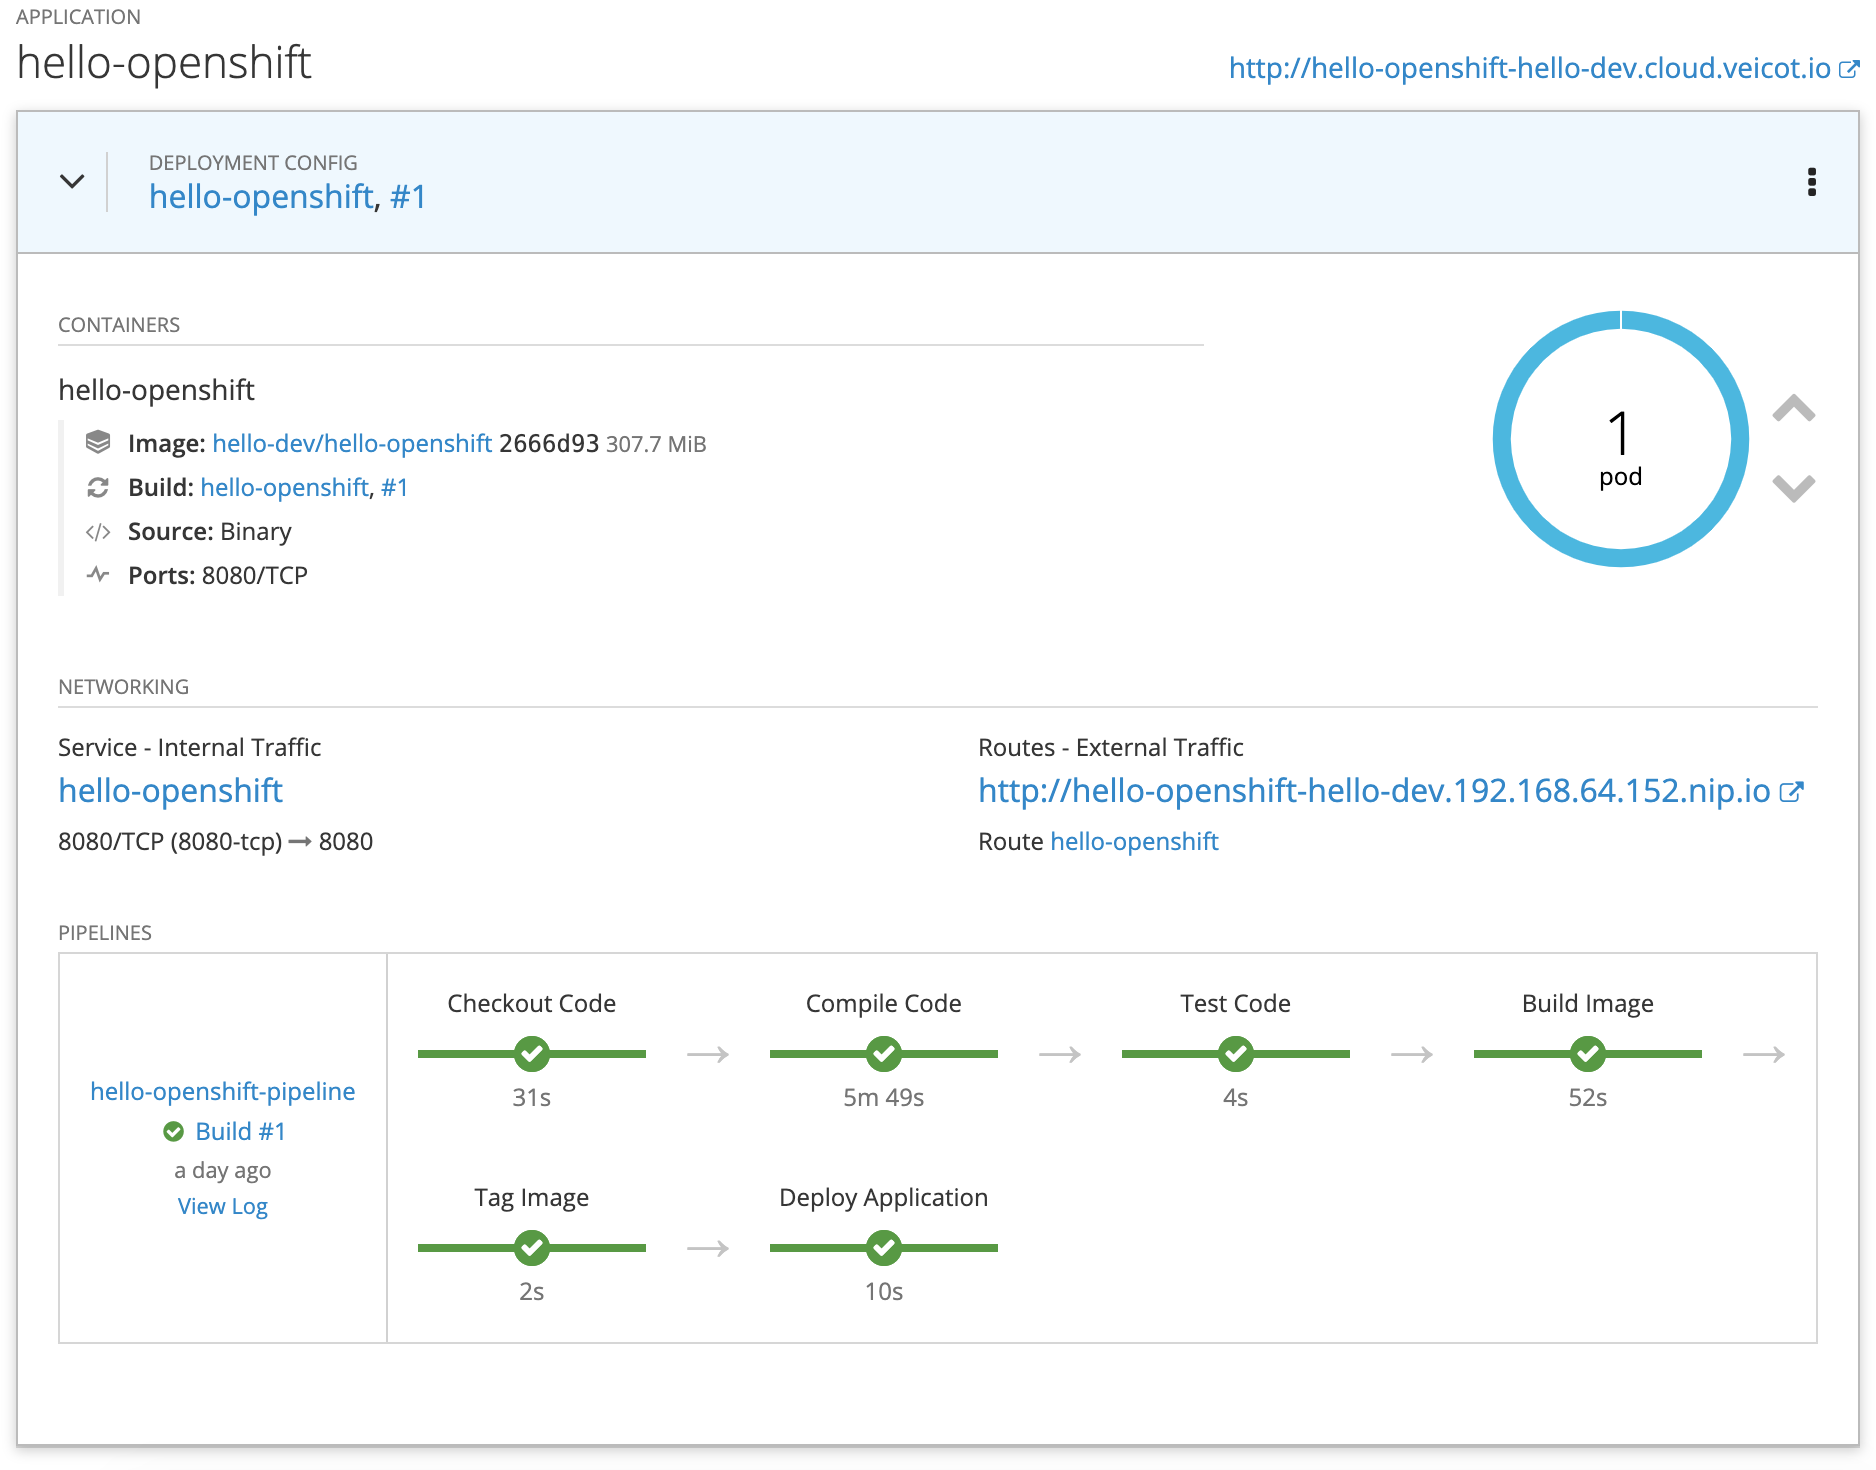 APPLICATION
hello-openshift
http://hello-openshift-hello-dev.cloud.veicot.io
DEPLOYMENT CONFIG
hello-openshift, #1
CONTAINERS
hello-openshift
Image: hello-dev/hello-openshift 2666d93 307.7 MiB
Build: hello-openshift, #1
Source: Binary
Ports: 8080/TCP
1
pod
NETWORKING
Service - Internal Traffic
hello-openshift
8080/TCP (8080-tcp) → 8080
Routes - External Traffic
http://hello-openshift-hello-dev.192.168.64.152.nip.io
Route hello-openshift
PIPELINES
hello-openshift-pipeline
Build #1
a day ago
View Log
Checkout Code
31s
Compile Code
5m 49s
Test Code
4s
Build Image
52s
Tag Image
2s
Deploy Application
10s